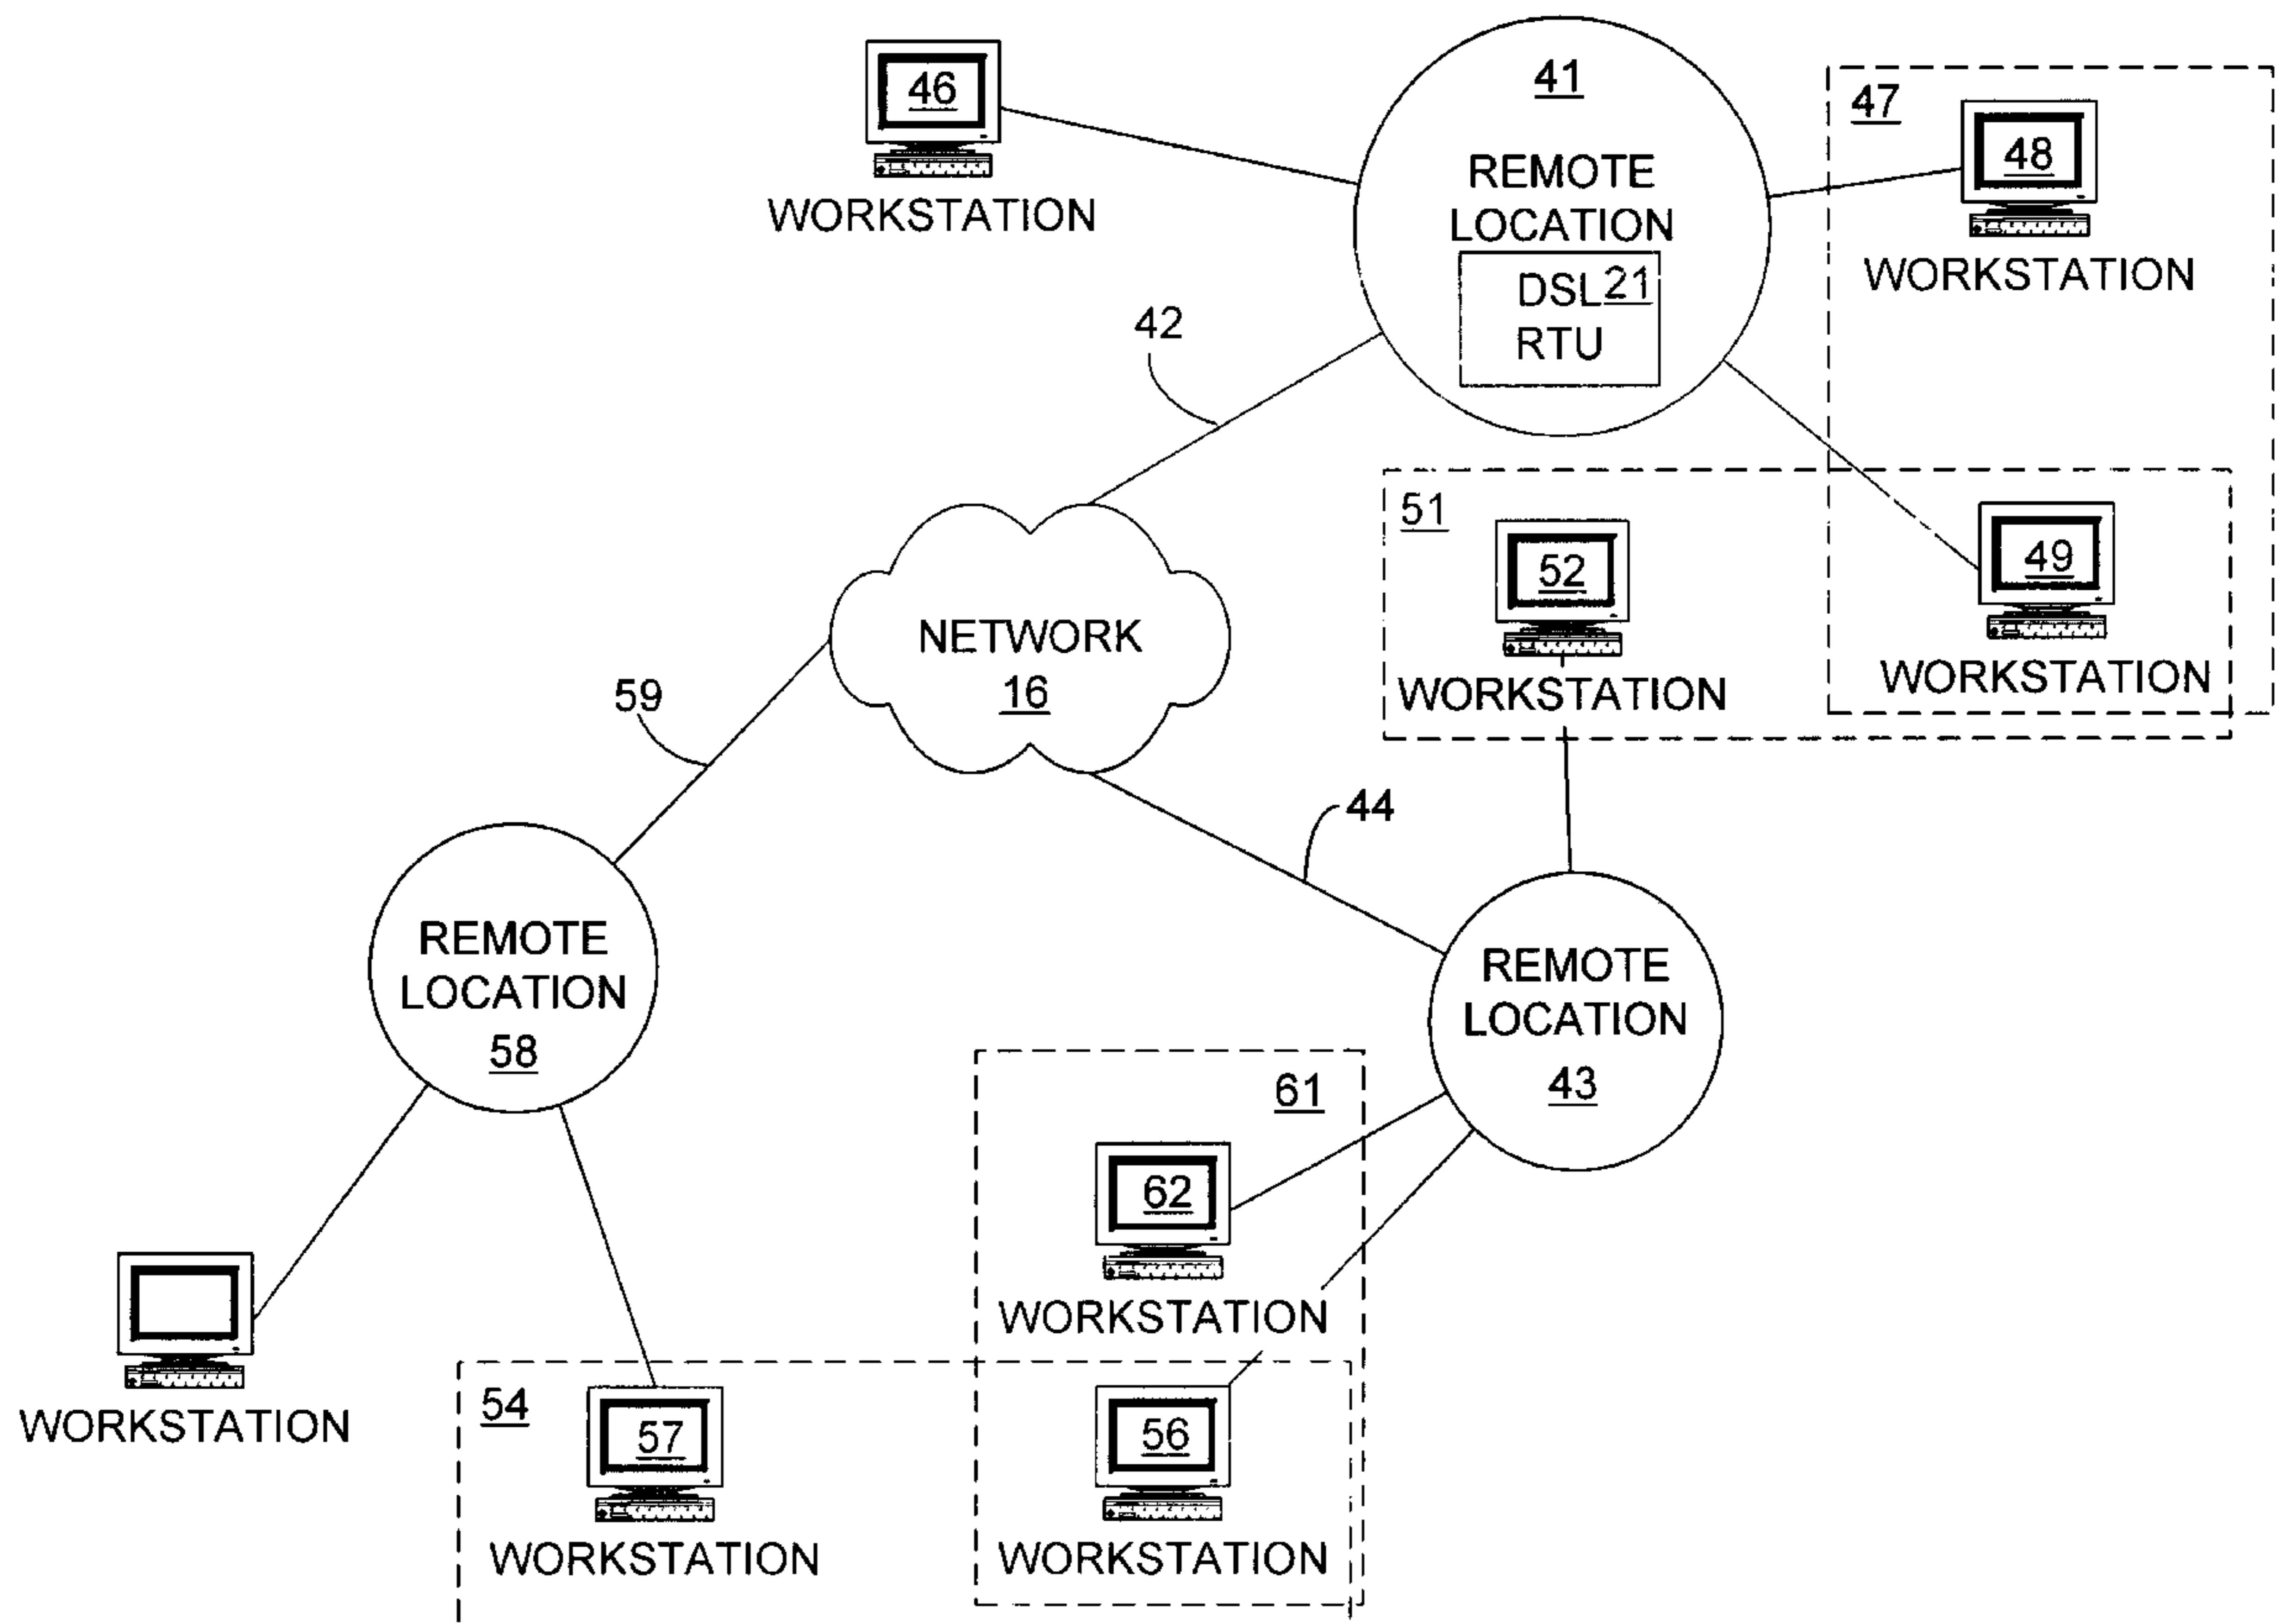 46
WORKSTATION
41
REMOTE
LOCATION
DSL 21
RTU
47
48
WORKSTATION
42
51
52
WORKSTATION
49
WORKSTATION
NETWORK
16
59
44
REMOTE
LOCATION
58
REMOTE
LOCATION
43
61
62
WORKSTATION
WORKSTATION
54
57
WORKSTATION
56
WORKSTATION